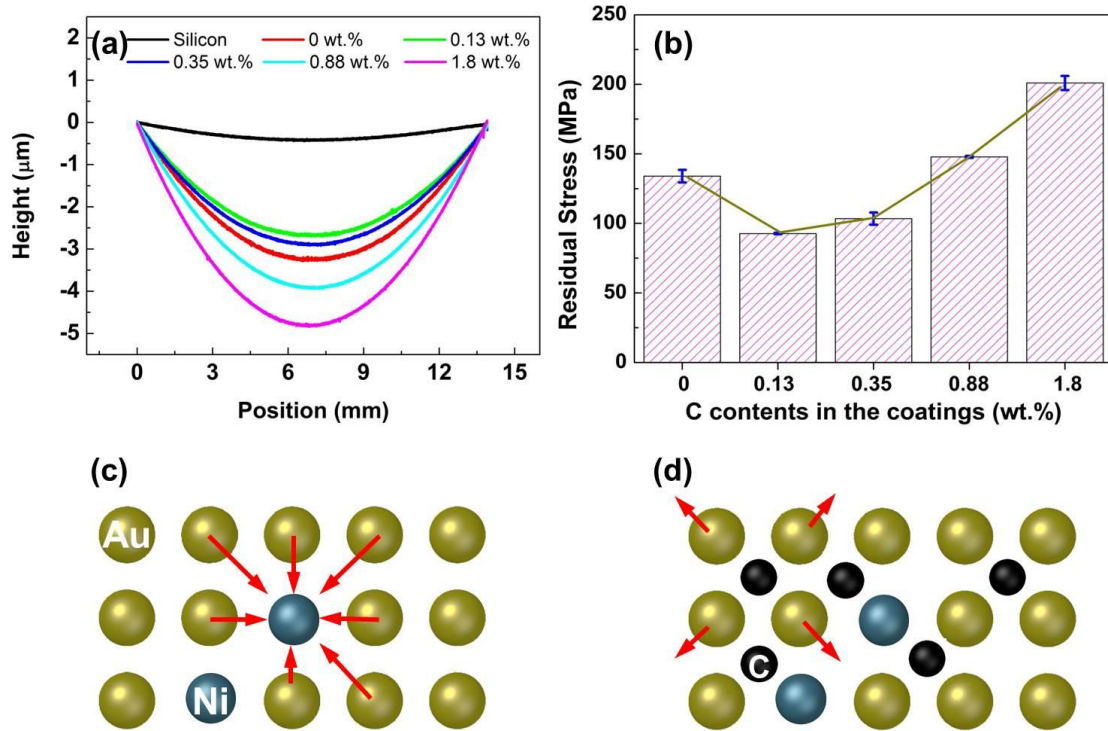 (a)
Silicon 0 wt.% 0.13 wt.%
0.35 wt.% 0.88 wt.% 1.8 wt.%
2
1
0
-1
-2
-3
-4
-5
Height (μm)
0 3 6 9 12 15
Position (mm)
(b)
250
200
150
100
50
0
Residual Stress (MPa)
0 0.13 0.35 0.88 1.8
C contents in the coatings (wt.%)
(c)
Au
Ni
(d)
C